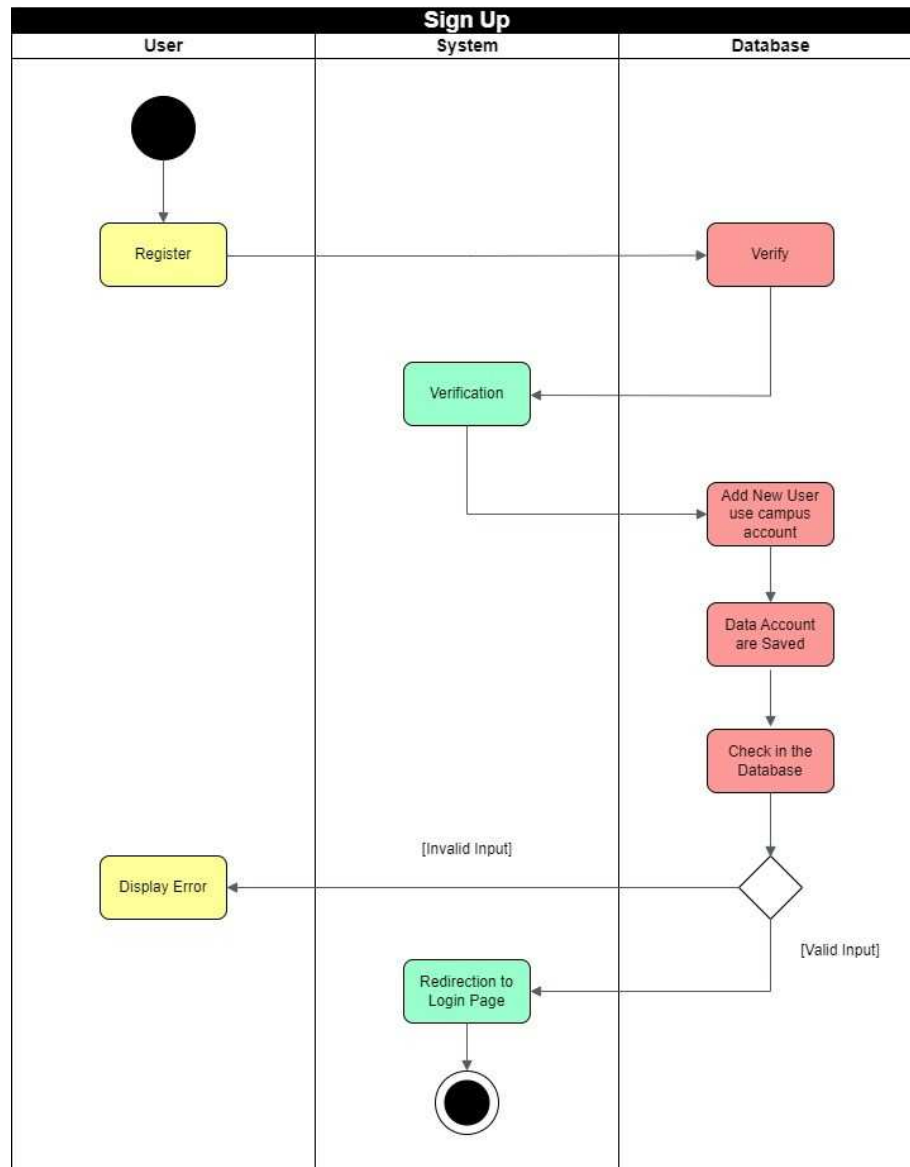 Sign Up
User
System
Database
Register
Verify
Verification
Add New User
use campus
account
Data Account
are Saved
Check in the
Database
[Invalid Input]
Display Error
[Valid Input]
Redirection to
Login Page